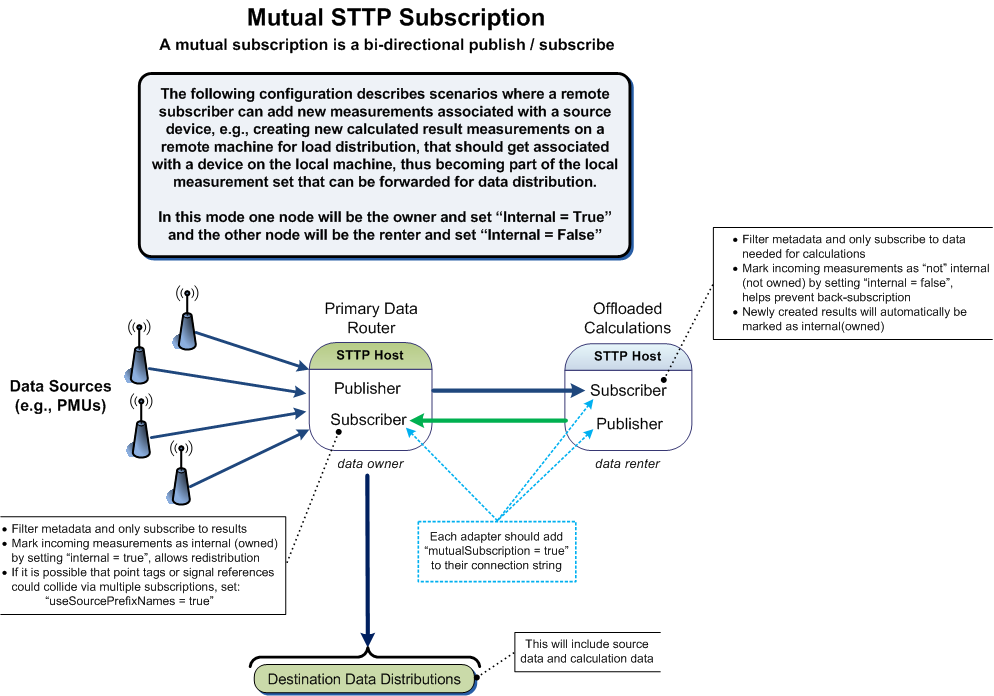 Mutual STTP Subscription
A mutual subscription is a bi-directional publish / subscribe
The following configuration describes scenarios where a remote
subscriber can add new measurements associated with a source
device, e.g., creating new calculated result measurements on a
remote machine for load distribution, that should get associated
with a device on the local machine, thus becoming part of the local
measurement set that can be forwarded for data distribution.
In this mode one node will be the owner and set “Internal = True”
and the other node will be the renter and set “Internal = False”
• Filter metadata and only subscribe to data
needed for calculations
• Mark incoming measurements as “not” internal
(not owned) by setting “internal = false”,
helps prevent back-subscription
• Newly created results will automatically be
marked as internal(owned)
Data Sources
(e.g., PMUs)
Primary Data
Router
STTP Host
Publisher
Subscriber
data owner
Offloaded
Calculations
STTP Host
Subscriber
Publisher
data renter
• Filter metadata and only subscribe to results
• Mark incoming measurements as internal (owned)
by setting “internal = true”, allows redistribution
• If it is possible that point tags or signal references
could collide via multiple subscriptions, set:
“useSourcePrefixNames = true”
Each adapter should add
“mutualSubscription = true”
to their connection string
This will include source
data and calculation data
Destination Data Distributions